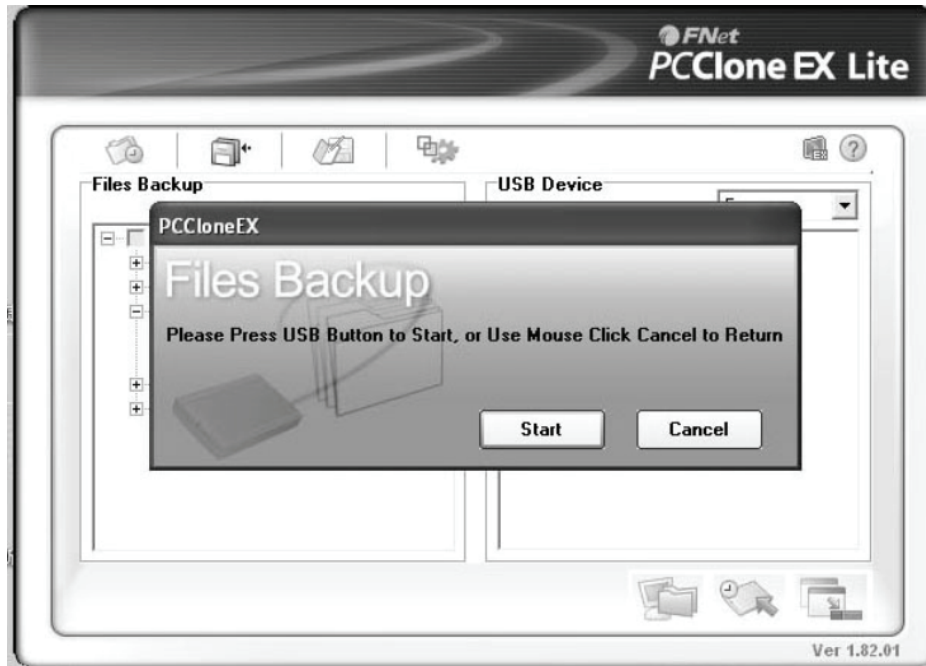 FNet
PCClone EX Lite
EX
?
Files Backup
USB Device
PCCloneEX
Files Backup
Please Press USB Button to Start, or Use Mouse Click Cancel to Return
Start
Cancel
Ver 1.82.01